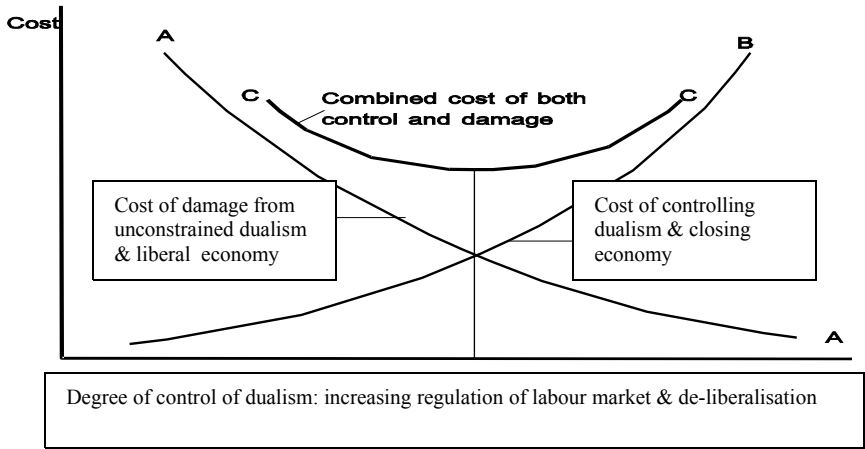 Cost
A
B
C
Combined cost of both
control and damage
C
Cost of damage from
unconstrained dualism
& liberal economy
Cost of controlling
dualism & closing
economy
A
Degree of control of dualism: increasing regulation of labour market & de-liberalisation